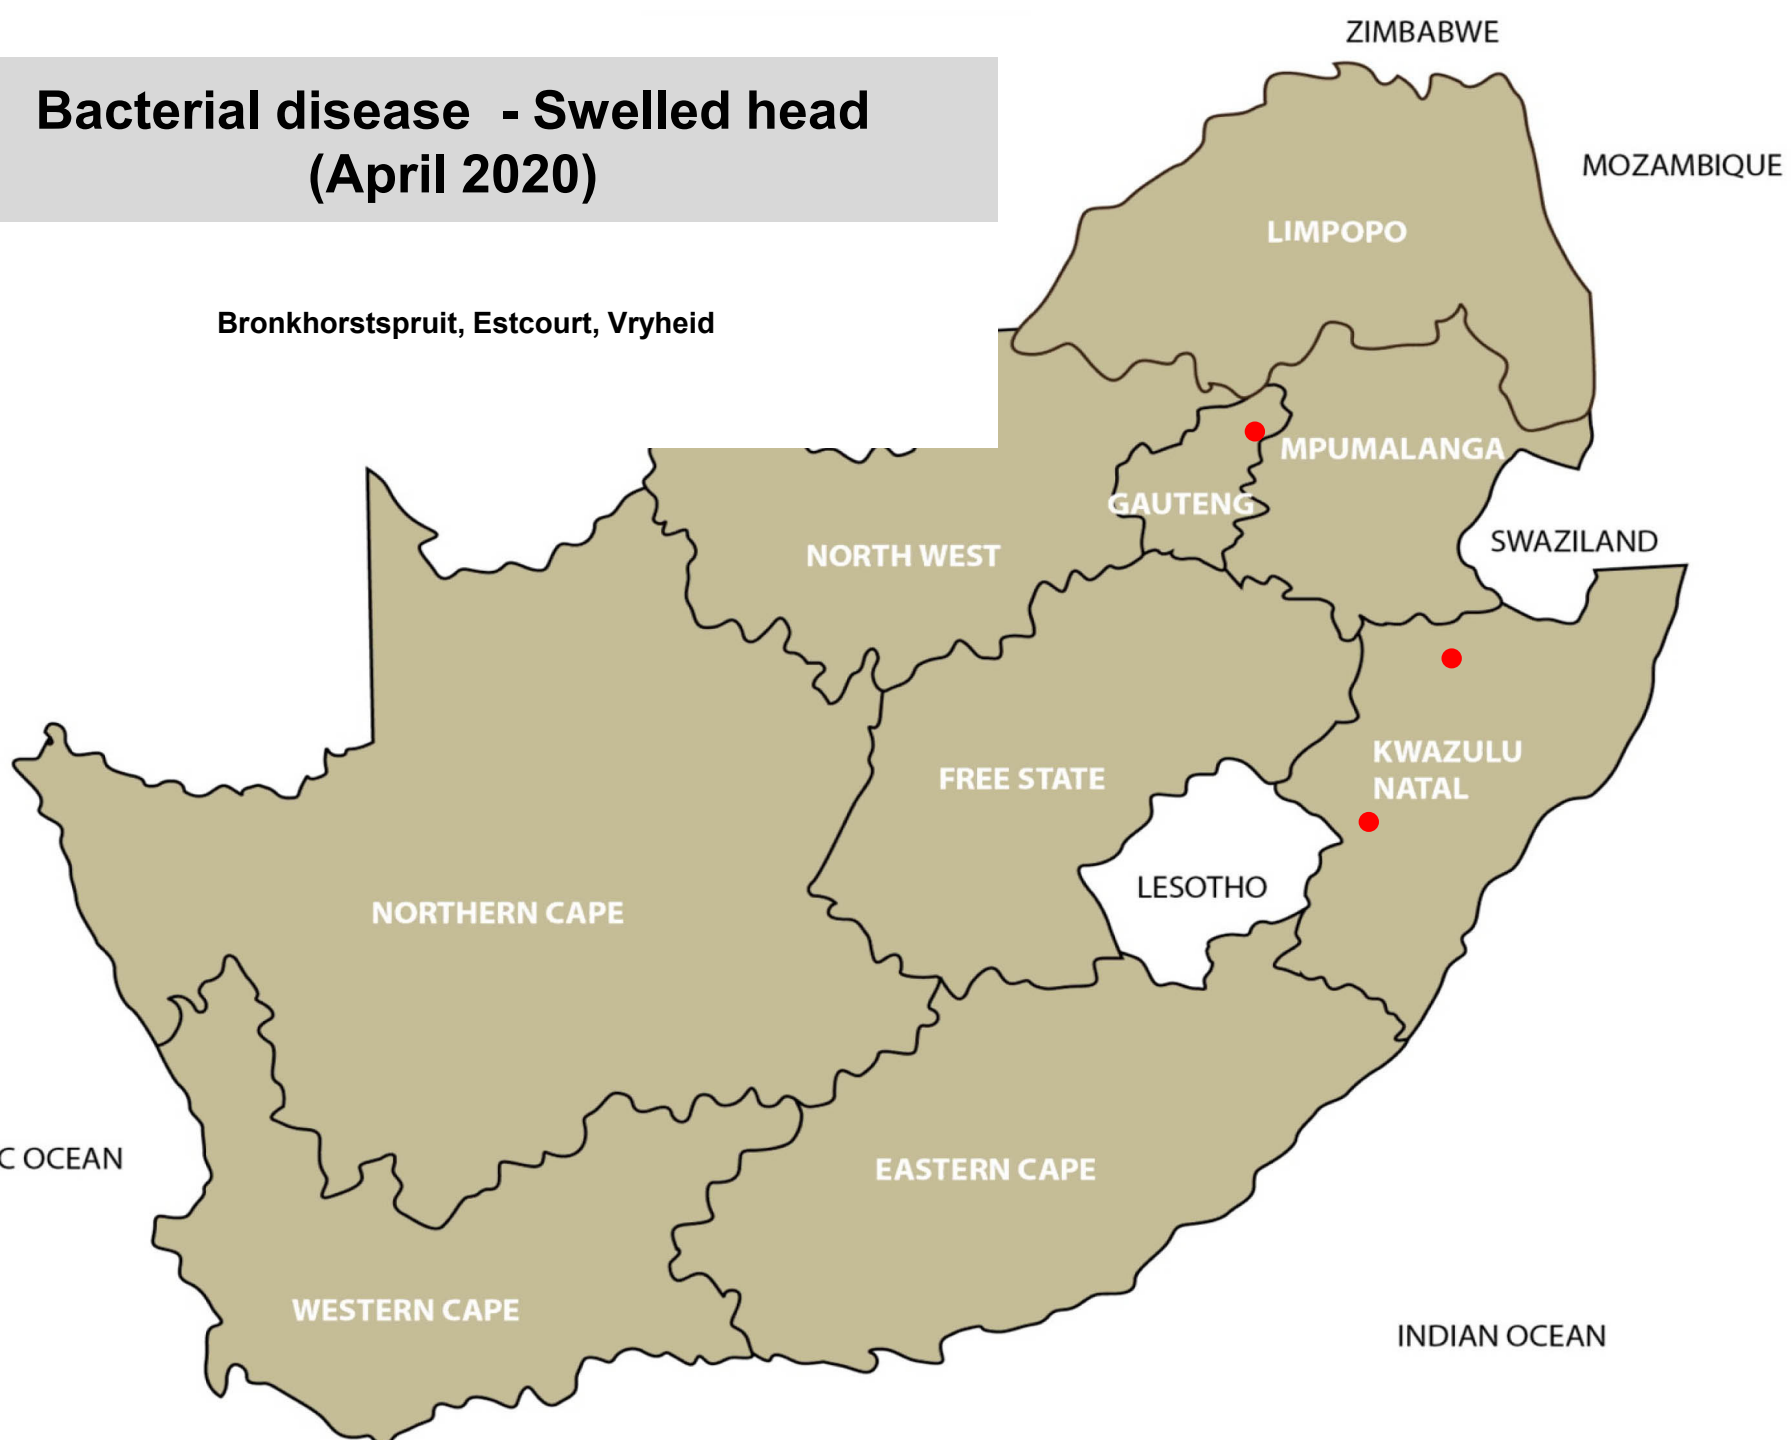 Bacterial disease - Swelled head
(April 2020)
Bronkhorstspruit, Estcourt, Vryheid
ZIMBABWE
MOZAMBIQUE
LIMPOPO
MPUMALANGA
GAUTENG
SWAZILAND
NORTH WEST
KWAZULU
NATAL
FREE STATE
LESOTHO
NORTHERN CAPE
C OCEAN
EASTERN CAPE
WESTERN CAPE
INDIAN OCEAN